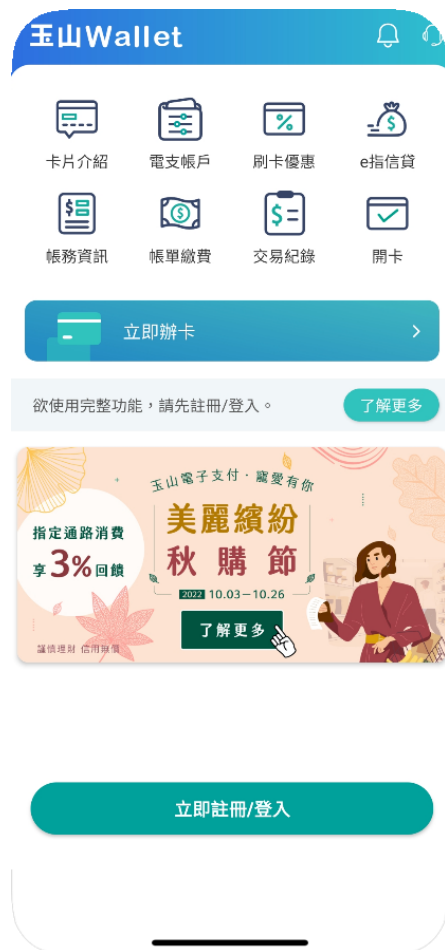 玉山Wallet
卡片介紹
電支帳戶
刷卡優惠
e指信貸
帳務資訊
帳單繳費
交易紀錄
開卡
立即辦卡
欲使用完整功能，請先註冊/登入。
了解更多
玉山電子支付·寵愛有你
美麗繽紛
秋購節
2022 10.03－10.26
指定通路消費
享3%回饋
了解更多
謹慎理財 信用無價
立即註冊/登入